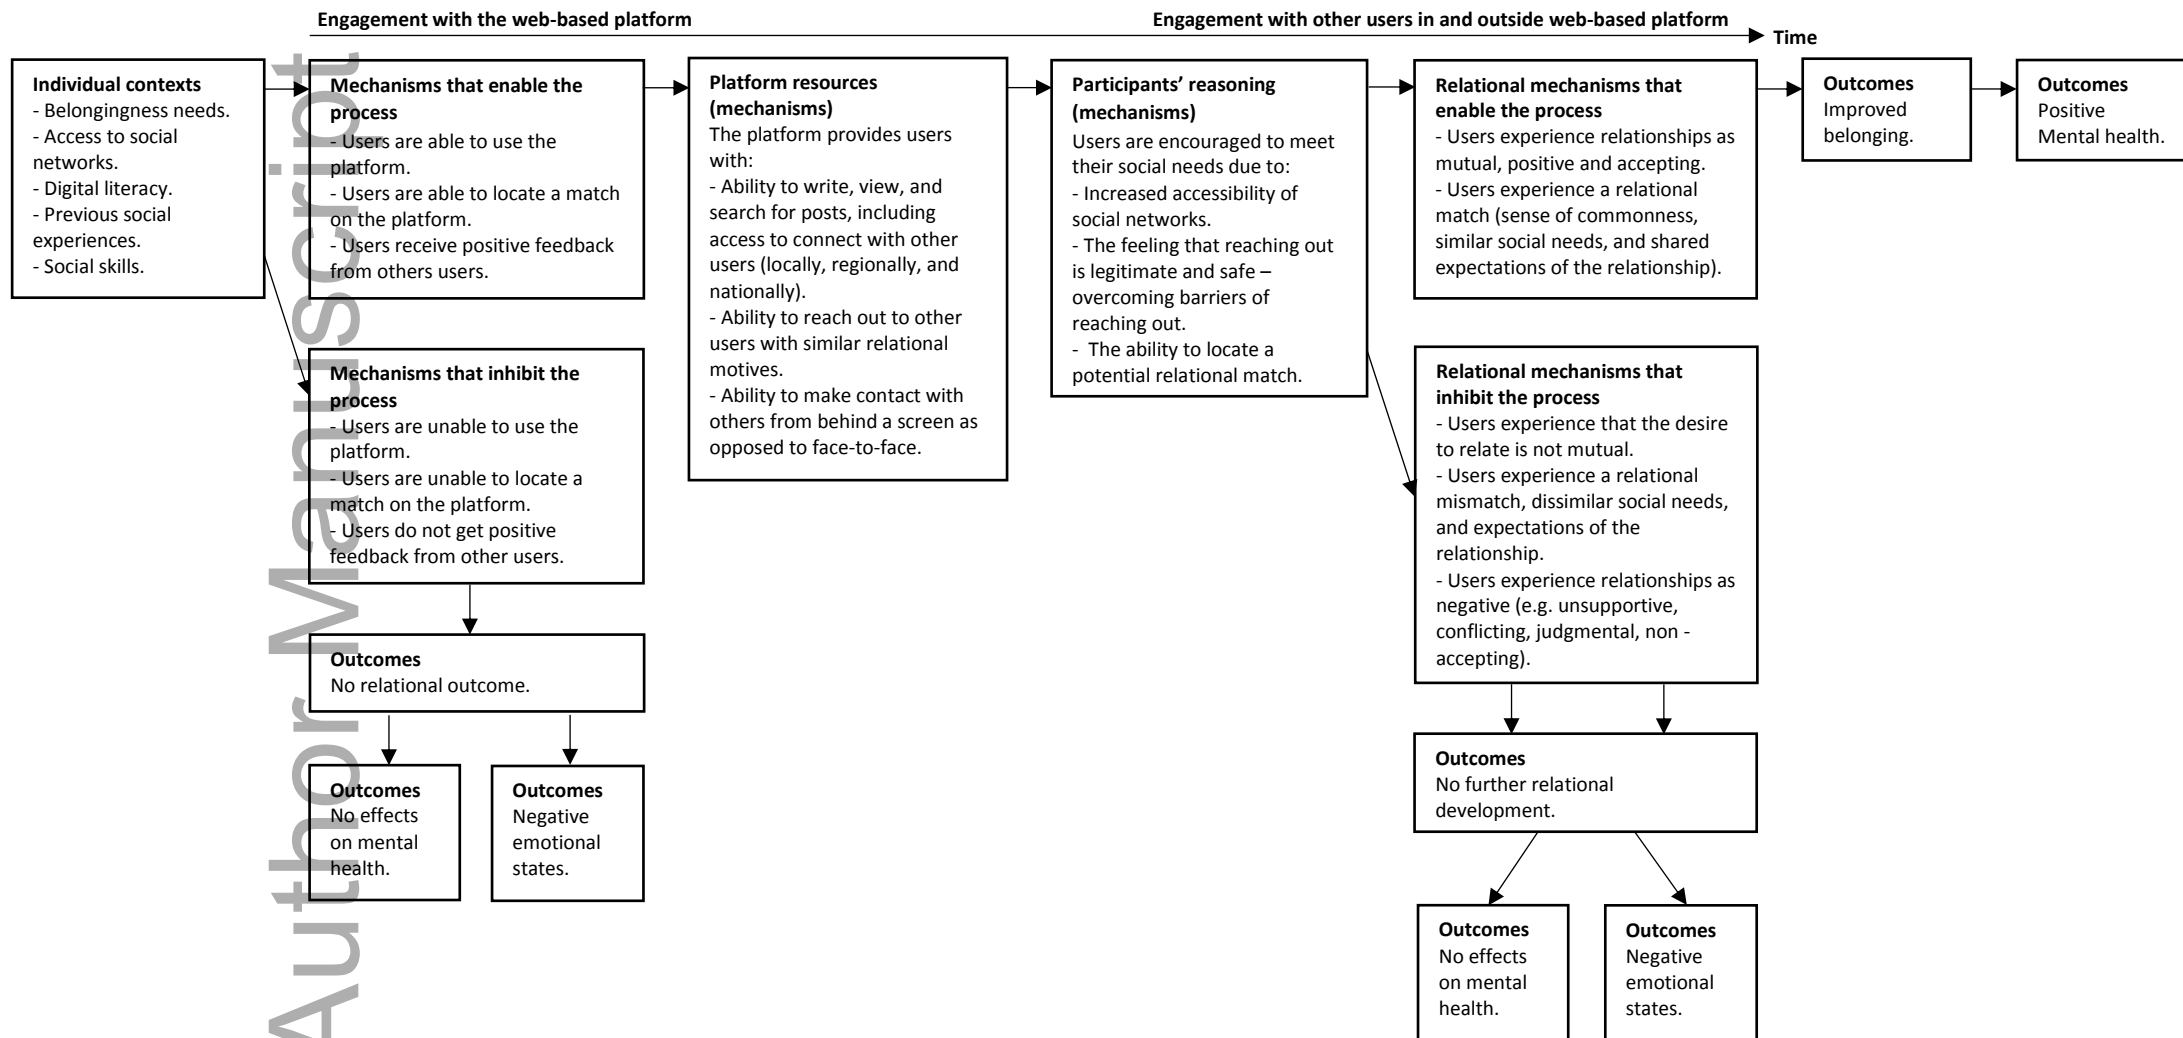 Engagement with the web-based platform
Engagement with other users in and outside web-based platform
Time
Individual contexts
- Belongingness needs.
- Access to social
networks.
- Digital literacy.
- Previous social
experiences.
- Social skills.
Mechanisms that enable the
process
- Users are able to use the
platform.
- Users are able to locate a match
on the platform.
- Users receive positive feedback
from others users.
Mechanisms that inhibit the
process
- Users are unable to use the
platform.
- Users are unable to locate a
match on the platform.
- Users do not get positive
feedback from other users.
Outcomes
No relational outcome.
Outcomes
No effects
on mental
health.
Outcomes
Negative
emotional
states.
Platform resources
(mechanisms)
The platform provides users
with:
- Ability to write, view, and
search for posts, including
access to connect with other
users (locally, regionally, and
nationally).
- Ability to reach out to other
users with similar relational
motives.
- Ability to make contact with
others from behind a screen as
opposed to face-to-face.
Participants’ reasoning
(mechanisms)
Users are encouraged to meet
their social needs due to:
- Increased accessibility of
social networks.
- The feeling that reaching out
is legitimate and safe –
overcoming barriers of
reaching out.
- The ability to locate a
potential relational match.
Relational mechanisms that
enable the process
- Users experience relationships as
mutual, positive and accepting.
- Users experience a relational
match (sense of commonness,
similar social needs, and shared
expectations of the relationship).
Relational mechanisms that
inhibit the process
- Users experience that the desire
to relate is not mutual.
- Users experience a relational
mismatch, dissimilar social needs,
and expectations of the
relationship.
- Users experience relationships as
negative (e.g. unsupportive,
conflicting, judgmental, non -
accepting).
Outcomes
No further relational
development.
Outcomes
No effects
on mental
health.
Outcomes
Negative
emotional
states.
Outcomes
Improved
belonging.
Outcomes
Positive
Mental health.
Author Manuscript